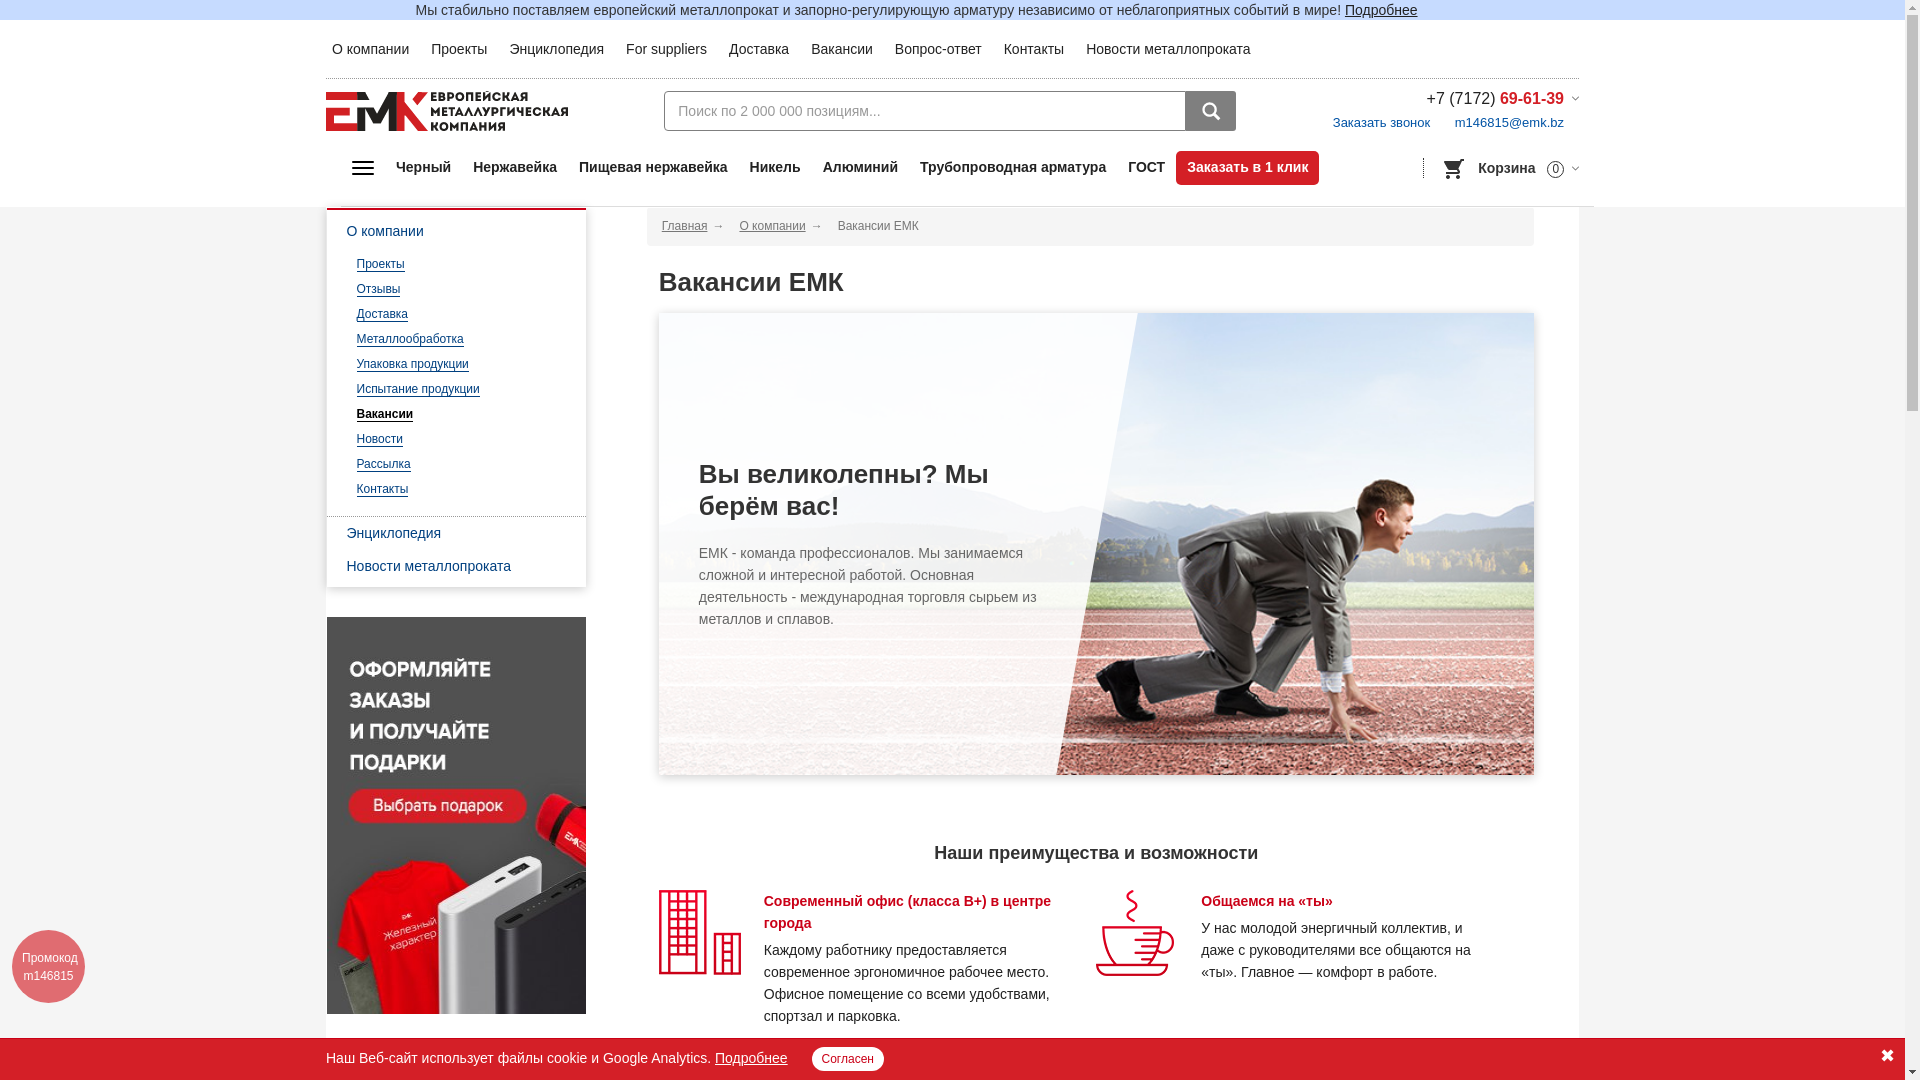 Мы стабильно поставляем европейский металлопрокат и запорно-регулирующую арматуру независимо от неблагоприятных событий в мире! Подробнее
О компании Проекты Энциклопедия For suppliers Доставка Вакансии Вопрос-ответ Контакты Новости металлопроката
ЕМК ЕВРОПЕЙСКАЯ
МЕТАЛЛУРГИЧЕСКАЯ
КОМПАНИЯ
Поиск по 2 000 000 позициям...
+7 (7172) 69-61-39
Заказать звонок m146815@emk.bz
Черный Нержавейка Пищевая нержавейка Никель Алюминий Трубопроводная арматура ГОСТ Заказать в 1 клик
Корзина 0
О компании
Проекты
Отзывы
Доставка
Металлообработка
Упаковка продукции
Испытание продукции
Вакансии
Новости
Рассылка
Контакты
Энциклопедия
Новости металлопроката
ОФОРМЛЯЙТЕ
ЗАКАЗЫ
И ПОЛУЧАЙТЕ
ПОДАРКИ
Выбрать подарок
ЕМК
ЕМК
Железный
характер
Главная → О компании → Вакансии ЕМК
Вакансии ЕМК
Вы великолепны? Мы
берём вас!
ЕМК - команда профессионалов. Мы занимаемся
сложной и интересной работой. Основная
деятельность - международная торговля сырьем из
металлов и сплавов.
Наши преимущества и возможности
Современный офис (класса B+) в центре
города
Каждому работнику предоставляется
современное эргономичное рабочее место.
Офисное помещение со всеми удобствами,
спортзал и парковка.
Общаемся на «ты»
У нас молодой энергичный коллектив, и
даже с руководителями все общаются на
«ты». Главное — комфорт в работе.
Промокод
m146815
Наш Веб-сайт использует файлы cookie и Google Analytics. Подробнее Согласен ✖